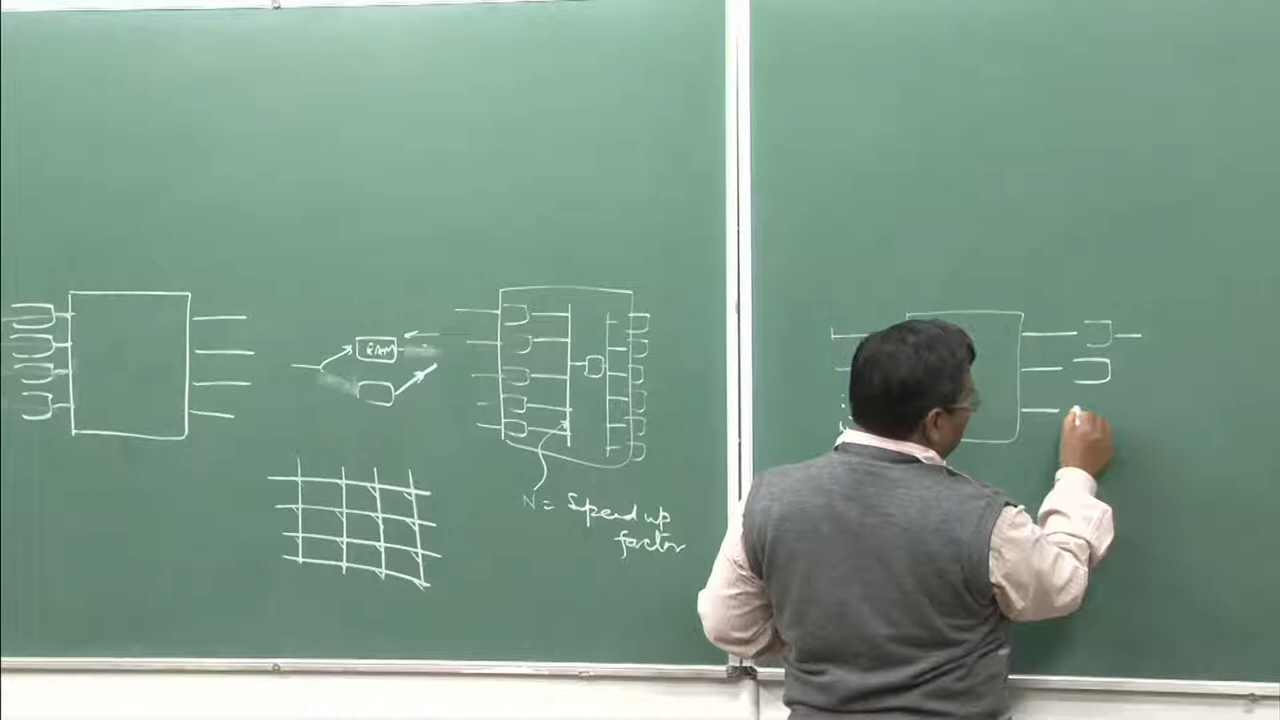 RAM
N = Speed up
factor